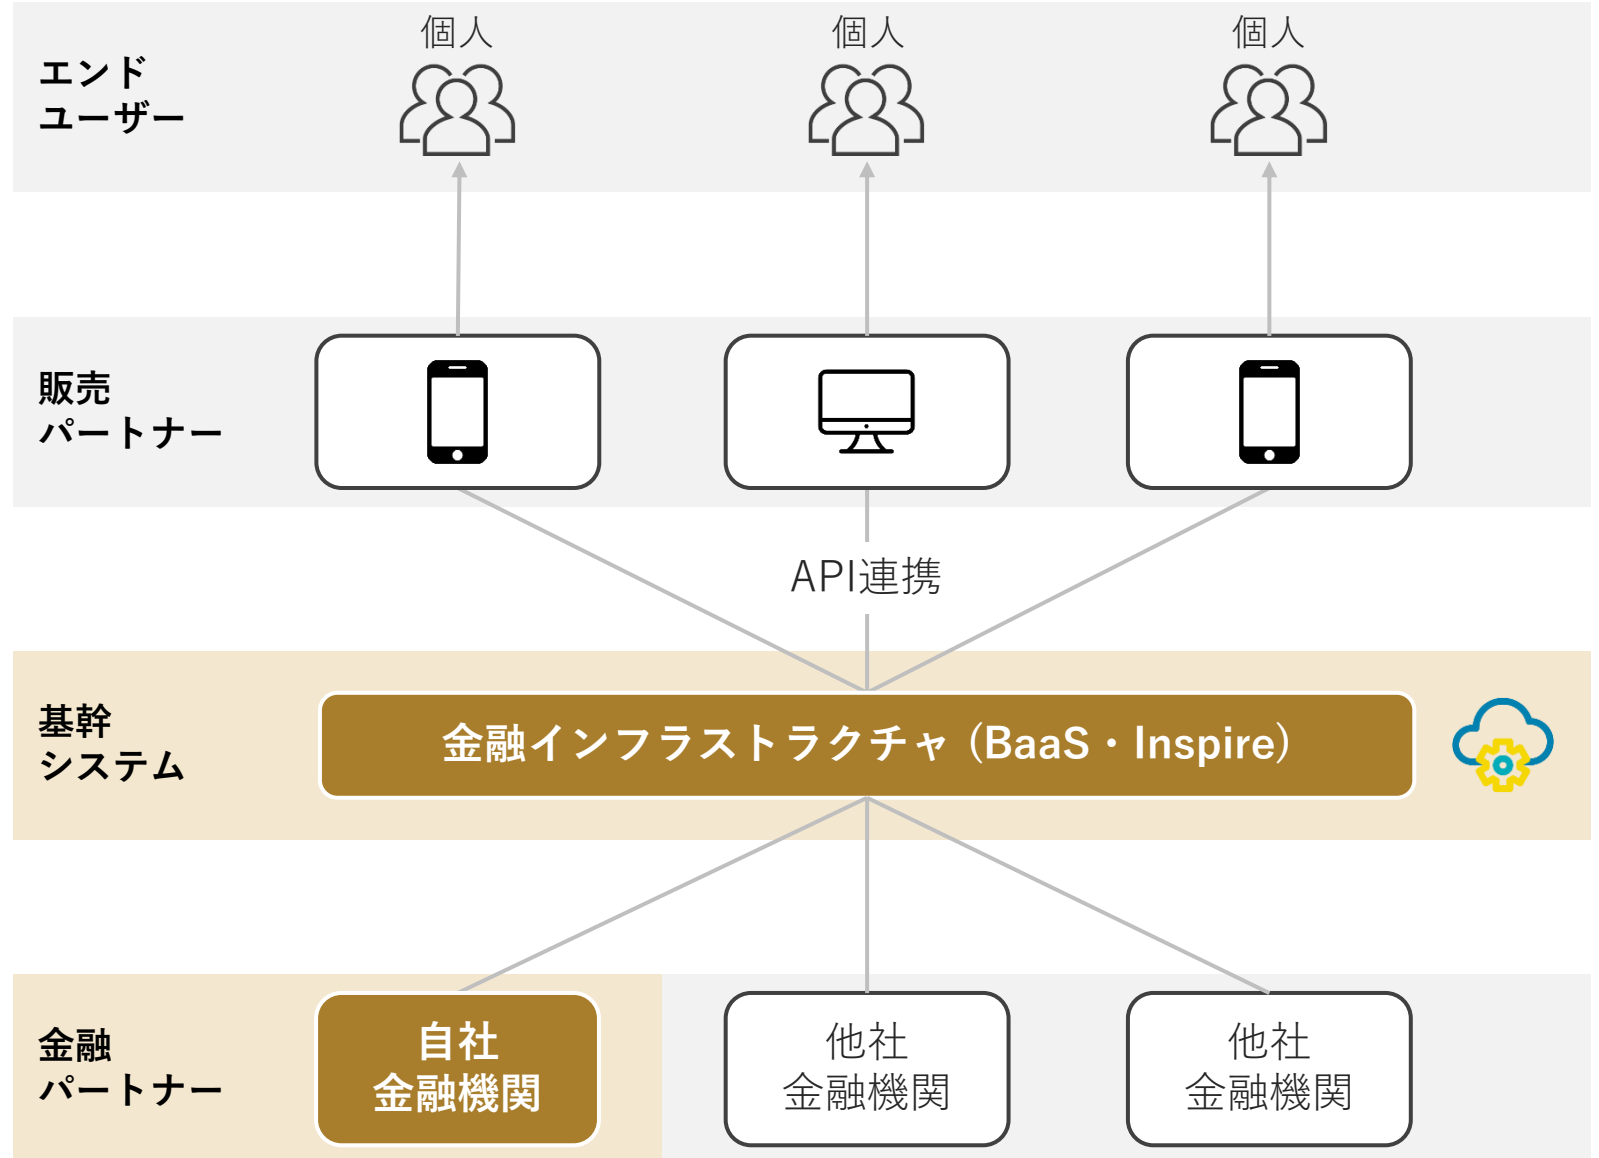 個人
個人
個人
エンド
ユーザー
販売
パートナー
API連携
基幹
システム
金融インフラストラクチャ (BaaS・Inspire)
金融
パートナー
自社
金融機関
他社
金融機関
他社
金融機関